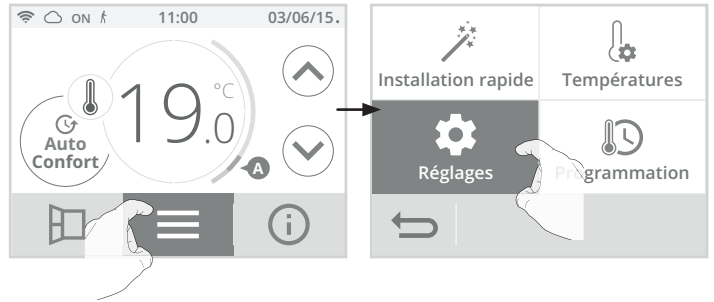 ON 11:00 03/06/15.
19.0 °C
Auto
Confort
A
Installation rapide Températures
Réglages Programmation